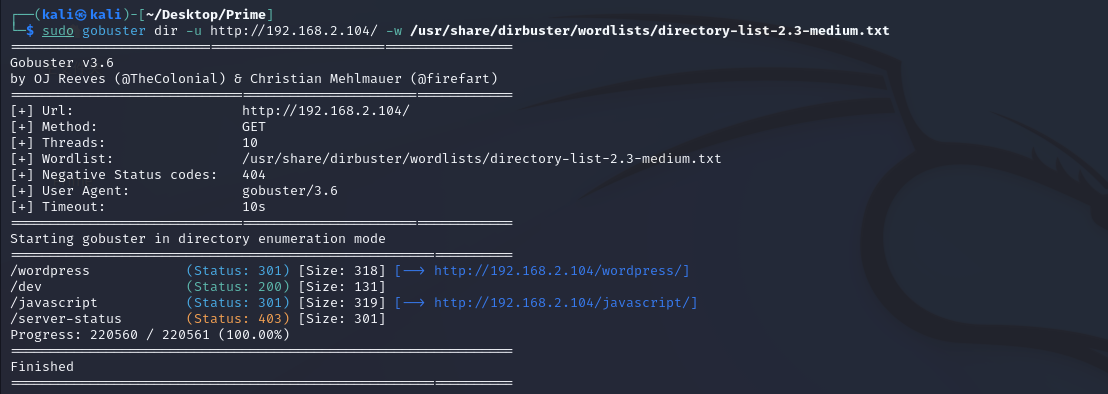 ┌──(kali㉿kali)-[~/Desktop/Prime]
└─$ sudo gobuster dir -u http://192.168.2.104/ -w /usr/share/dirbuster/wordlists/directory-list-2.3-medium.txt
===============================================================
Gobuster v3.6
by OJ Reeves (@TheColonial) & Christian Mehlmauer (@firefart)
===============================================================
[+] Url:                     http://192.168.2.104/
[+] Method:                  GET
[+] Threads:                 10
[+] Wordlist:                /usr/share/dirbuster/wordlists/directory-list-2.3-medium.txt
[+] Negative Status codes:   404
[+] User Agent:              gobuster/3.6
[+] Timeout:                 10s
===============================================================
Starting gobuster in directory enumeration mode
===============================================================
/wordpress            (Status: 301) [Size: 318] [--> http://192.168.2.104/wordpress/]
/dev                  (Status: 200) [Size: 131]
/javascript           (Status: 301) [Size: 319] [--> http://192.168.2.104/javascript/]
/server-status        (Status: 403) [Size: 301]
Progress: 220560 / 220561 (100.00%)
===============================================================
Finished
===============================================================